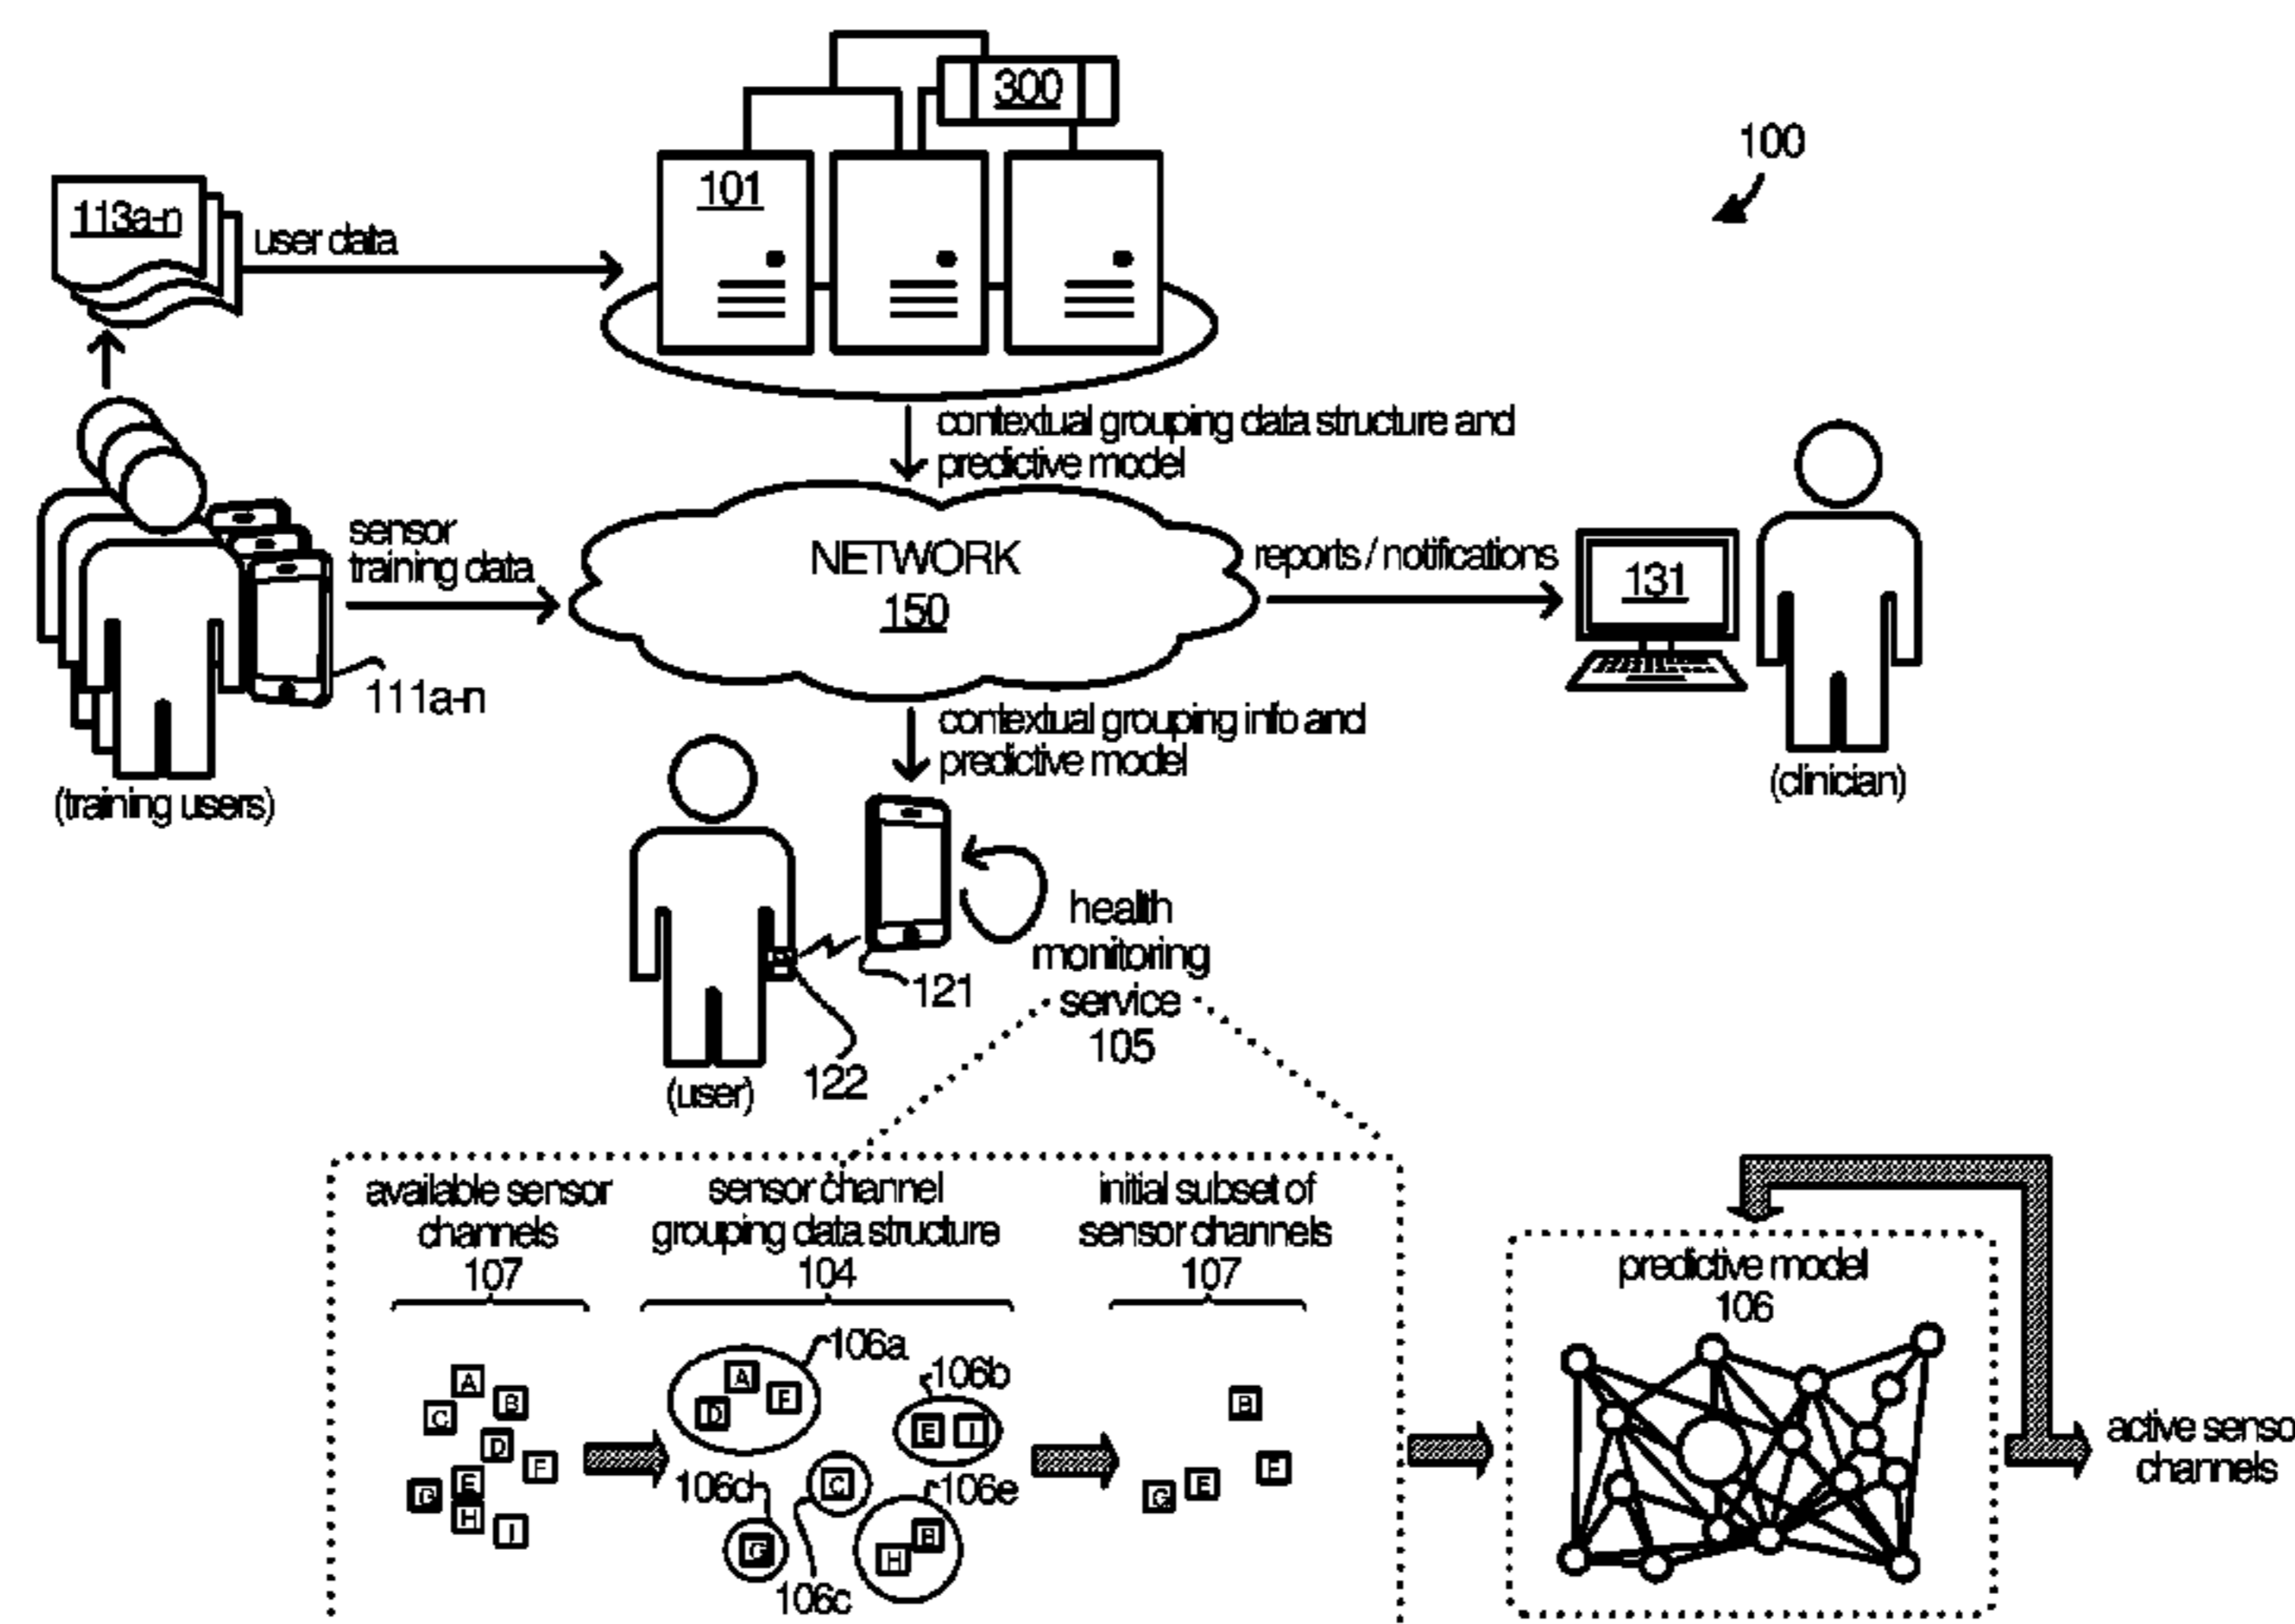 300
100
101
113a-n
user data
contextual grouping data structure and
predictive model
sensor
training data
NETWORK
150
reports / notifications
131
111a-n
contextual grouping info and
predictive model
(training users)
(clinician)
health
monitoring
service
105
121
122
(user)
available sensor
channels
107
sensor channel
grouping data structure
104
initial subset of
sensor channels
107
predictive model
106
106a
106b
A
B
C
D
E
F
G
H
I
A
D
F
E
I
106d
C
106e
G
H
B
106c
B
F
E
G
active senso
channels